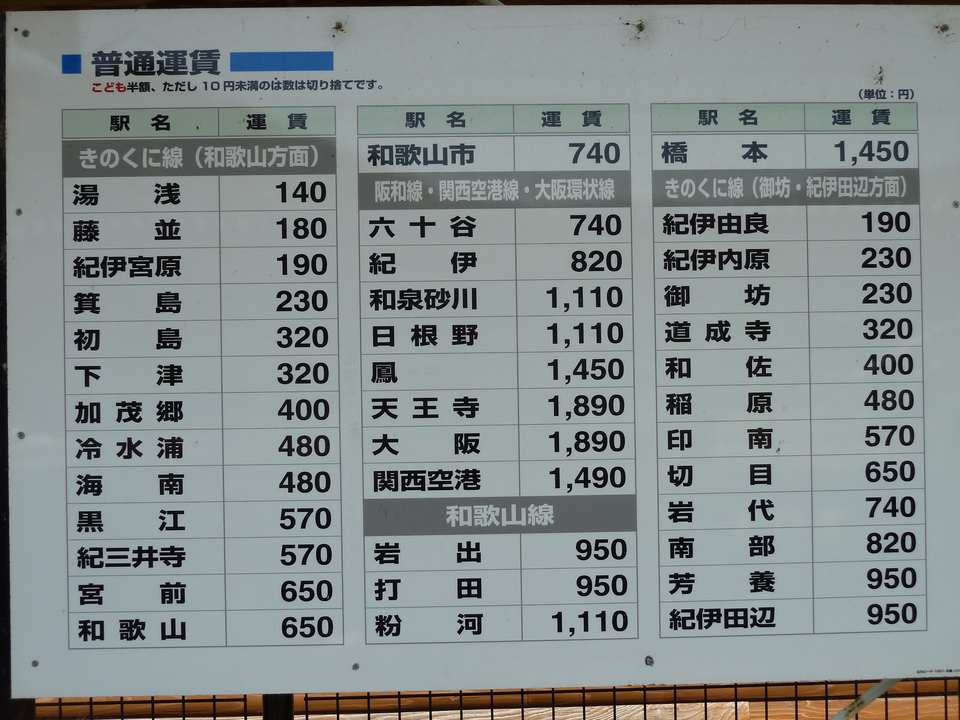 普通運賃
こども半額、ただし10円未満のは数は切り捨てです。
(単位：円)
駅名 運賃
きのくに線(和歌山方面)
湯浅 140
藤並 180
紀伊宮原 190
箕島 230
初島 320
下津 320
加茂郷 400
冷水浦 480
海南 480
黒江 570
紀三井寺 570
宮前 650
和歌山 650
駅名 運賃
和歌山市 740
阪和線・関西空港線・大阪環状線
六十谷 740
紀伊 820
和泉砂川 1,110
日根野 1,110
鳳 1,450
天王寺 1,890
大阪 1,890
関西空港 1,490
和歌山線
岩出 950
打田 950
粉河 1,110
駅名 運賃
橋本 1,450
きのくに線(御坊・紀伊田辺方面)
紀伊由良 190
紀伊内原 230
御坊 230
道成寺 320
和佐 400
稲原 480
印南 570
切目 650
岩代 740
南部 820
芳養 950
紀伊田辺 950